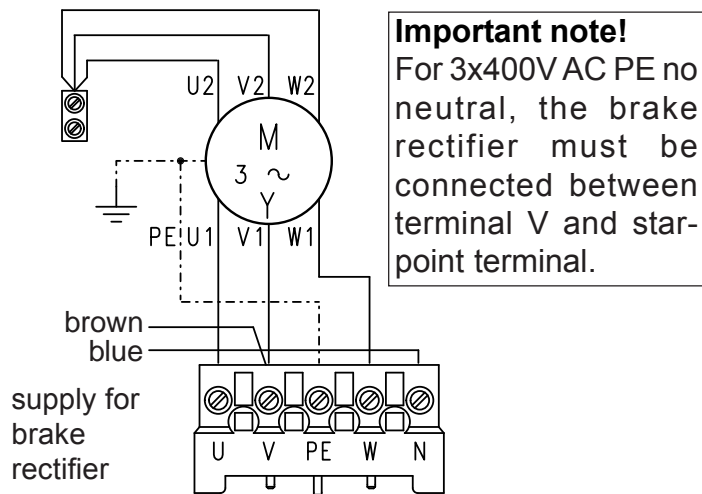 Important note!
For 3x400V AC PE no
neutral, the brake
rectifier must be
connected between
terminal V and star-
point terminal.
U2 V2 W2
M
3 ~
Y
PE U1 V1 W1
brown
blue
supply for
brake
rectifier
U V PE W N